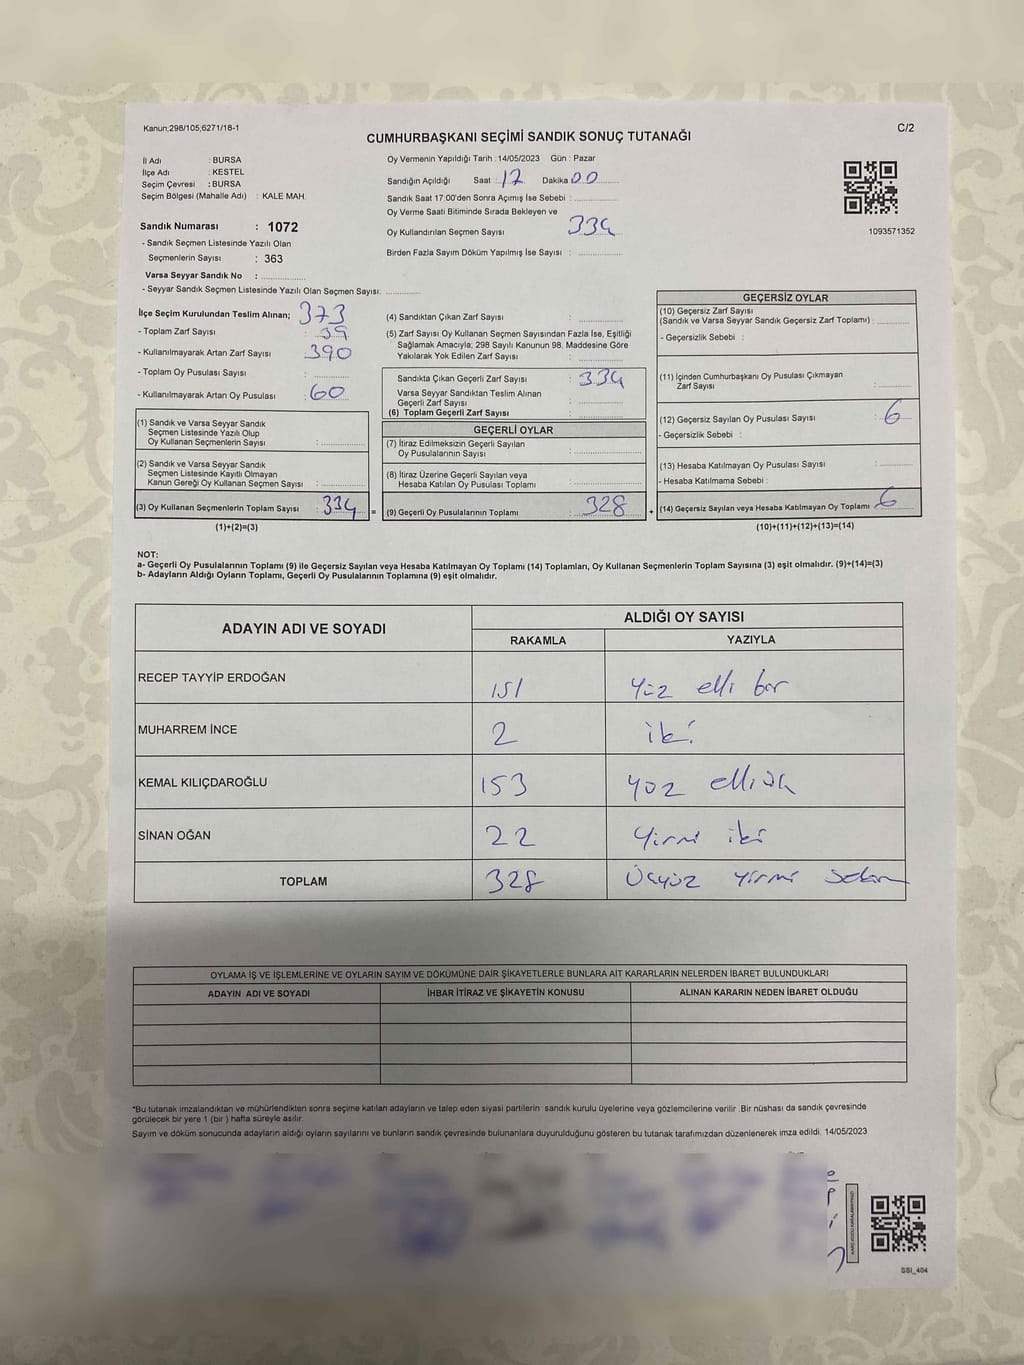 Kanun;298/105,6271/18-1
CUMHURBAŞKANI SEÇİMİ SANDIK SONUÇ TUTANAĞI
C/2
İl Adı : BURSA
İlçe Adı : KESTEL
Seçim Çevresi : BURSA
Seçim Bölgesi (Mahalle Adı) : KALE MAH.
Oy Vermenin Yapıldığı Tarih : 14/05/2023 Gün : Pazar
Sandığın Açıldığı Saat : 17 Dakika 00
Sandık Saat 17:00'den Sonra Açımış İse Sebebi :
Oy Verme Saati Bitiminde Sırada Bekleyen ve
Oy Kullandırılan Seçmen Sayısı 334
Birden Fazla Sayım Döküm Yapılmış İse Sayısı :
1093571352
Sandık Numarası : 1072
- Sandık Seçmen Listesinde Yazılı Olan
Seçmenlerin Sayısı : 363
Varsa Seyyar Sandık No :
- Seyyar Sandık Seçmen Listesinde Yazılı Olan Seçmen Sayısı:
İlçe Seçim Kurulundan Teslim Alınan; 373
- Toplam Zarf Sayısı : 39
- Kullanılmayarak Artan Zarf Sayısı : 390
- Toplam Oy Pusulası Sayısı :
- Kullanılmayarak Artan Oy Pusulası : 60
(1) Sandık ve Varsa Seyyar Sandık
Seçmen Listesinde Yazılı Olup
Oy Kullanan Seçmenlerin Sayısı :
(2) Sandık ve Varsa Seyyar Sandık
Seçmen Listesinde Kayıtlı Olmayan
Kanun Gereği Oy Kullanan Seçmen Sayısı :
(3) Oy Kullanan Seçmenlerin Toplam Sayısı : 334 =
(1)+(2)=(3)
(4) Sandıktan Çıkan Zarf Sayısı :
(5) Zarf Sayısı Oy Kullanan Seçmen Sayısından Fazla İse, Eşitliği
Sağlamak Amacıyla; 298 Sayılı Kanunun 98. Maddesine Göre
Yakılarak Yok Edilen Zarf Sayısı :
Sandıkta Çıkan Geçerli Zarf Sayısı : 334
Varsa Seyyar Sandıktan Teslim Alınan
Geçerli Zarf Sayısı :
(6) Toplam Geçerli Zarf Sayısı :
GEÇERLİ OYLAR
(7) İtiraz Edilmeksizin Geçerli Sayılan
Oy Pusulalarının Sayısı :
(8) İtiraz Üzerine Geçerli Sayılan veya
Hesaba Katılan Oy Pusulası Toplamı :
(9) Geçerli Oy Pusulalarının Toplamı : 328 +
GEÇERSİZ OYLAR
(10) Geçersiz Zarf Sayısı
(Sandık ve Varsa Seyyar Sandık Geçersiz Zarf Toplamı) :
- Geçersizlik Sebebi :
(11) İçinden Cumhurbaşkanı Oy Pusulası Çıkmayan
Zarf Sayısı :
(12) Geçersiz Sayılan Oy Pusulası Sayısı : 6
- Geçersizlik Sebebi :
(13) Hesaba Katılmayan Oy Pusulası Sayısı :
- Hesaba Katılmama Sebebi :
(14) Geçersiz Sayılan veya Hesaba Katılmayan Oy Toplamı 6
(10)+(11)+(12)+(13)=(14)
NOT:
a- Geçerli Oy Pusulalarının Toplamı (9) ile Geçersiz Sayılan veya Hesaba Katılmayan Oy Toplamı (14) Toplamları, Oy Kullanan Seçmenlerin Toplam Sayısına (3) eşit olmalıdır. (9)+(14)=(3)
b- Adayların Aldığı Oyların Toplamı, Geçerli Oy Pusulalarının Toplamına (9) eşit olmalıdır.
ADAYIN ADI VE SOYADI
ALDIĞI OY SAYISI
RAKAMLA YAZIYLA
RECEP TAYYİP ERDOĞAN 151 yüz elli bir
MUHARREM İNCE 2 iki
KEMAL KILIÇDAROĞLU 153 yüz elli üç
SİNAN OĞAN 22 yirmi iki
TOPLAM 328 Üçyüz yirmi sekiz
OYLAMA İŞ VE İŞLEMLERİNE VE OYLARIN SAYIM VE DÖKÜMÜNE DAİR ŞİKAYETLERLE BUNLARA AİT KARARLARIN NELERDEN İBARET BULUNDUKLARI
ADAYIN ADI VE SOYADI İHBAR İTİRAZ VE ŞİKAYETİN KONUSU ALINAN KARARIN NEDEN İBARET OLDUĞU
*Bu tutanak imzalandıktan ve mühürlendikten sonra seçime katılan adayların ve talep eden siyasi partilerin sandık kurulu üyelerine veya gözlemcilerine verilir .Bir nüshası da sandık çevresinde
görülecek bir yere 1 (bir ) hafta süreyle asılır.
Sayım ve döküm sonucunda adayların aldığı oyların sayılarını ve bunların sandık çevresinde bulunanlara duyurulduğunu gösteren bu tutanak tarafımızdan düzenlenerek imza edildi. 14/05/2023
SSI_404